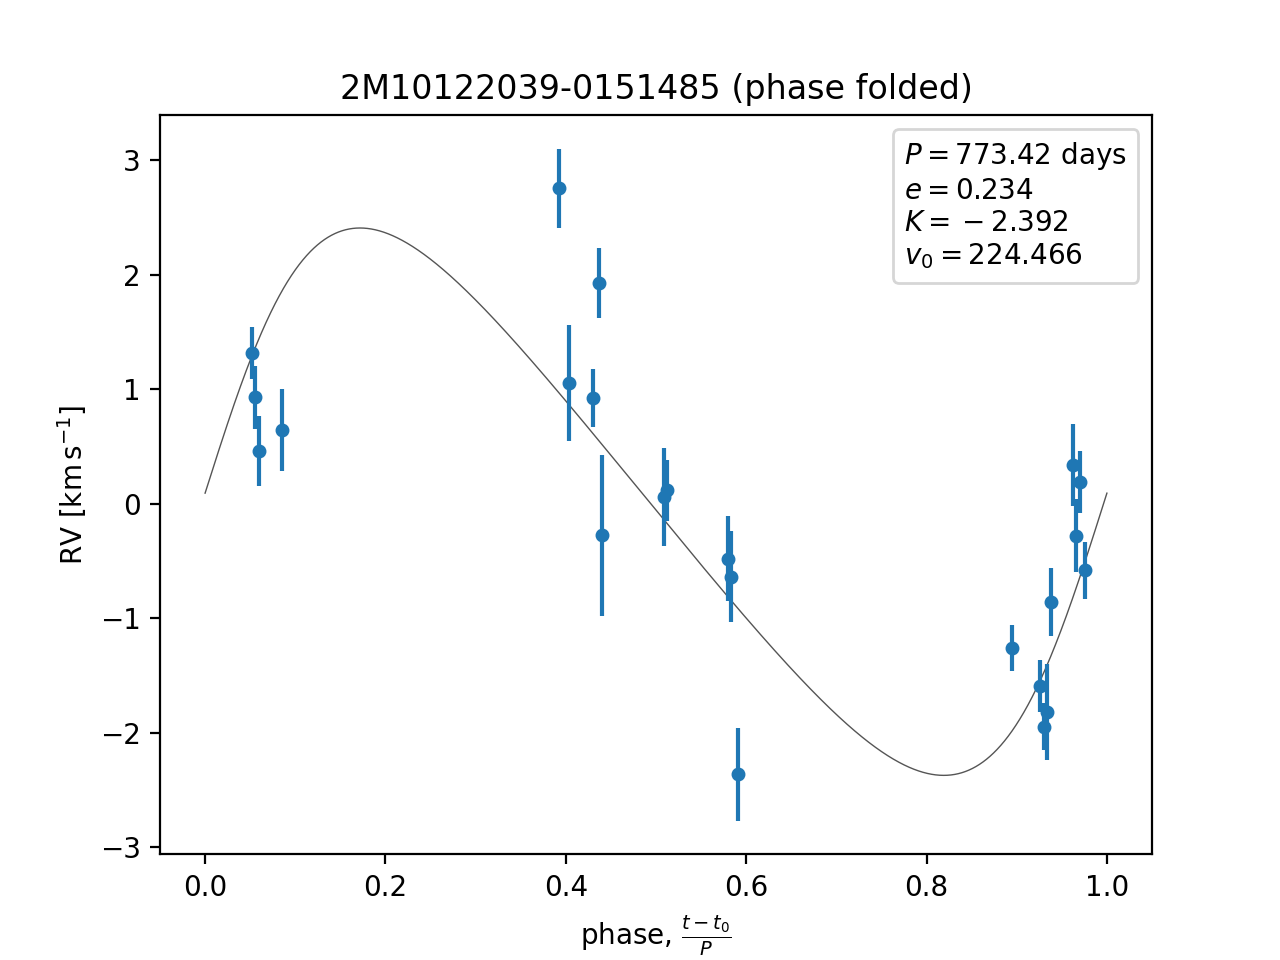 2M10122039-0151485 (phase folded)
P = 773.42 days
e = 0.234
K = −2.392
v₀ = 224.466
3
2
1
0
−1
−2
−3
RV [km s⁻¹]
0.0 0.2 0.4 0.6 0.8 1.0
phase, (t − t₀)/P